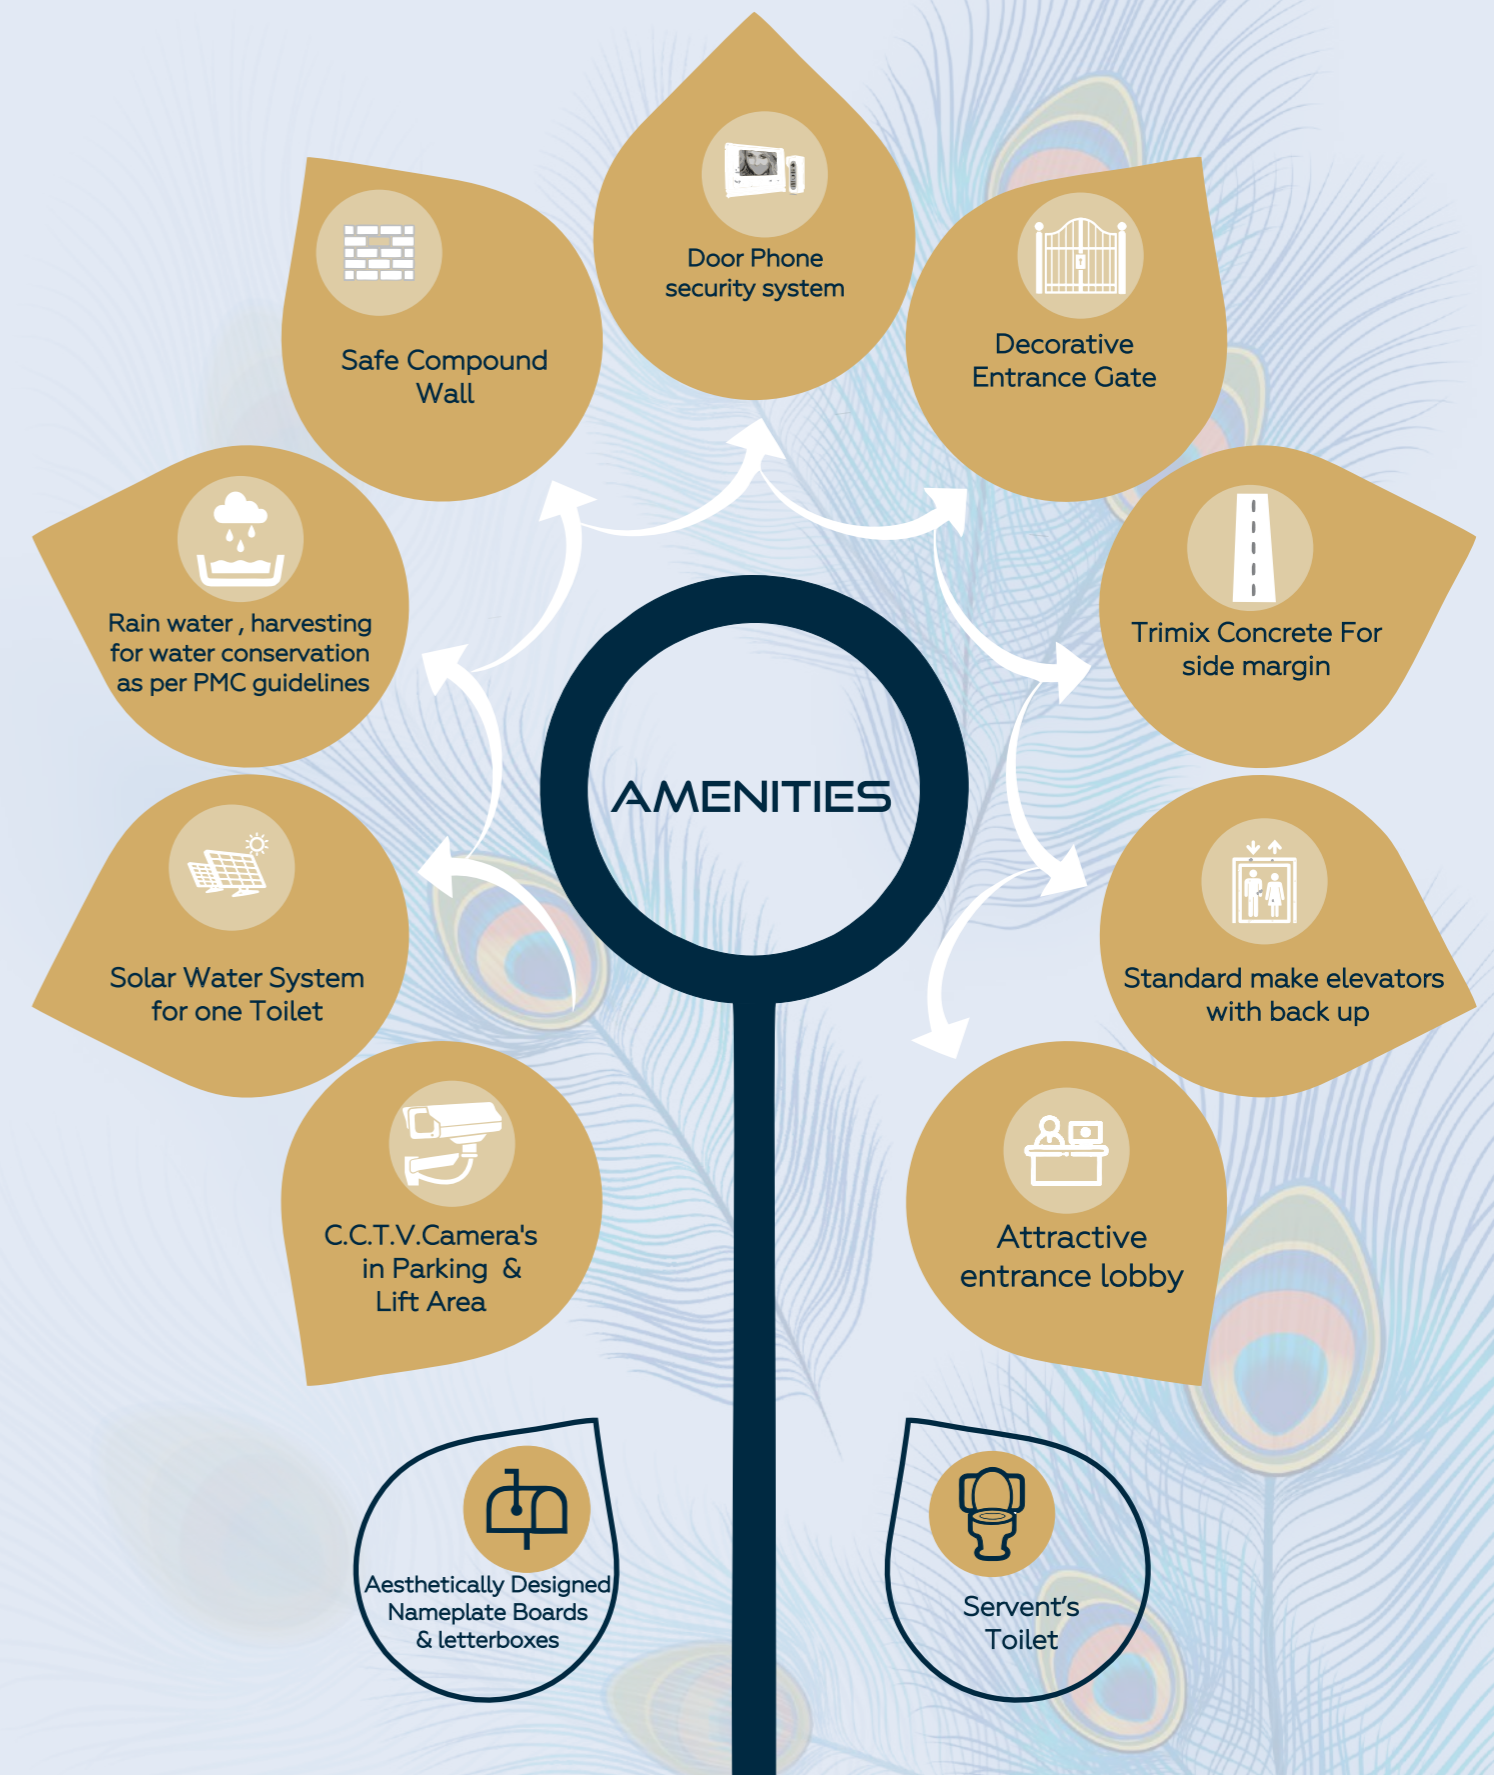 Door Phone
security system
Safe Compound
Wall
Decorative
Entrance Gate
Rain water , harvesting
for water conservation
as per PMC guidelines
Trimix Concrete For
side margin
AMENITIES
Solar Water System
for one Toilet
Standard make elevators
with back up
C.C.T.V.Camera's
in Parking &
Lift Area
Attractive
entrance lobby
Aesthetically Designed
Nameplate Boards
& letterboxes
Servent's
Toilet